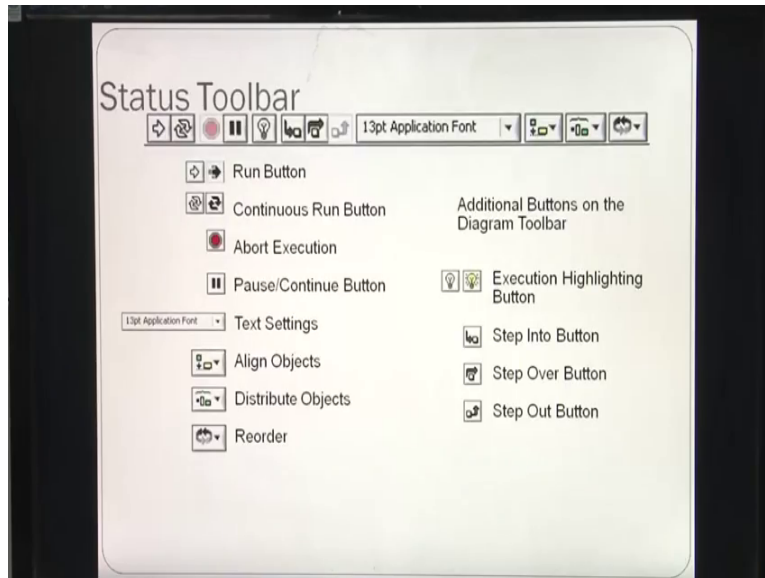 Status Toolbar
13pt Application Font
Run Button
Continuous Run Button
Abort Execution
Pause/Continue Button
13pt Application Font
Text Settings
Align Objects
Distribute Objects
Reorder
Additional Buttons on the
Diagram Toolbar
Execution Highlighting
Button
Step Into Button
Step Over Button
Step Out Button